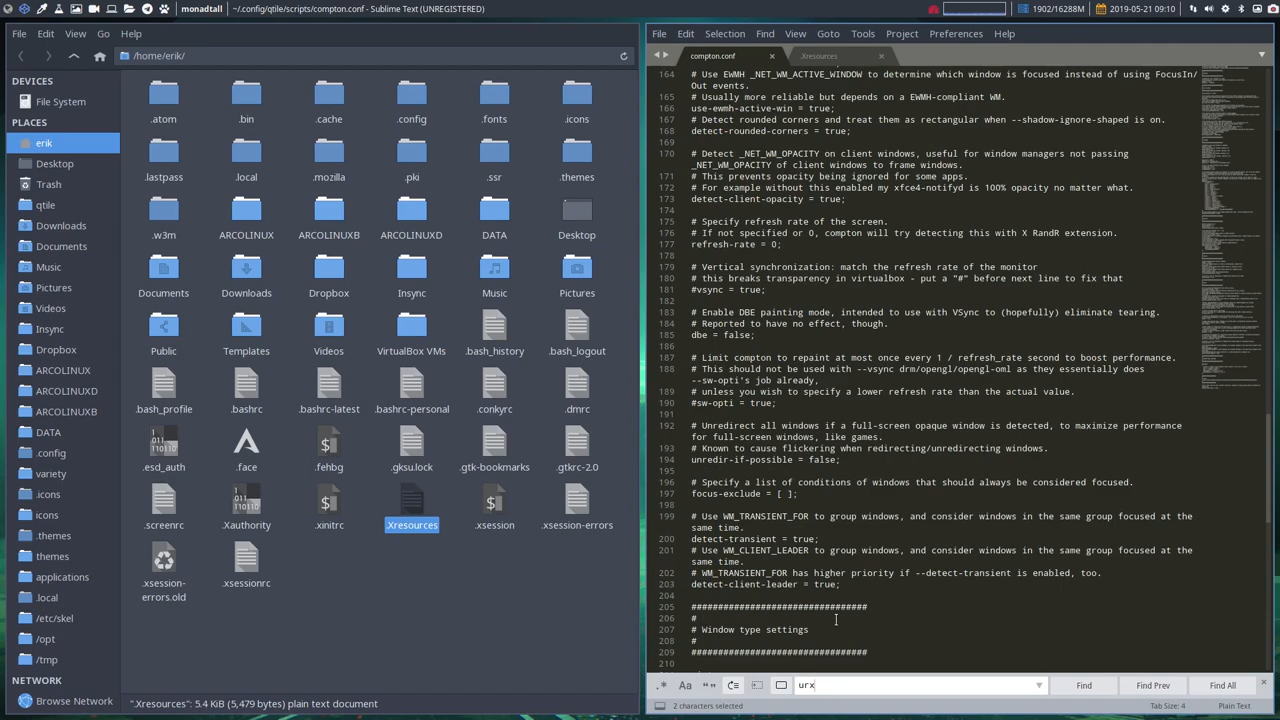 monadtall
~/.config/qtile/scripts/compton.conf - Sublime Text (UNREGISTERED)
1902/16288M
2019-05-21 09:10
File Edit View Go Help
/home/erik/
DEVICES
File System
PLACES
erik
Desktop
Trash
qtile
Downloads
Documents
Music
Pictures
Videos
Insync
Dropbox
ARCOLINUX
ARCOLINUXD
ARCOLINUXB
DATA
.config
variety
.icons
icons
.themes
themes
applications
.local
/etc/skel
/opt
/tmp
NETWORK
Browse Network
.atom .bin .cache .config .fonts .icons
.lastpass .local .mozilla .pki .ssr .themes
.w3m ARCOLINUX ARCOLINUXB ARCOLINUXD DATA Desktop
Documents Downloads Dropbox Insync Music Pictures
Public Templates Videos VirtualBox VMs .bash_history .bash_logout
.bash_profile .bashrc .bashrc-latest .bashrc-personal .conkyrc .dmrc
.esd_auth .face .fehbg .gksu.lock .gtk-bookmarks .gtkrc-2.0
.screenrc .Xauthority .xinitrc .Xresources .xsession .xsession-errors
.xsession-
errors.old
.xsessionrc
".Xresources": 5.4 KiB (5,479 bytes) plain text document
File Edit Selection Find View Goto Tools Project Preferences Help
compton.conf × .Xresources ×
164 # Use EWMH _NET_WM_ACTIVE_WINDOW to determine which window is focused instead of using FocusIn/
Out events.
165 # Usually more reliable but depends on a EWMH-compliant WM.
166 use-ewmh-active-win = true;
167 # Detect rounded corners and treat them as rectangular when --shadow-ignore-shaped is on.
168 detect-rounded-corners = true;
169
170 # Detect _NET_WM_OPACITY on client windows, useful for window managers not passing
_NET_WM_OPACITY of client windows to frame windows.
171 # This prevents opacity being ignored for some apps.
172 # For example without this enabled my xfce4-notifyd is 100% opacity no matter what.
173 detect-client-opacity = true;
174
175 # Specify refresh rate of the screen.
176 # If not specified or 0, compton will try detecting this with X RandR extension.
177 refresh-rate = 0;
178
179 # Vertical synchronization: match the refresh rate of the monitor
180 # this breaks transparency in virtualbox - put a "#" before next line to fix that
181 #vsync = true;
182
183 # Enable DBE painting mode, intended to use with VSync to (hopefully) eliminate tearing.
184 # Reported to have no effect, though.
185 dbe = false;
186
187 # Limit compton to repaint at most once every 1 / refresh_rate second to boost performance.
188 # This should not be used with --vsync drm/opengl/opengl-oml as they essentially does
--sw-opti's job already,
189 # unless you wish to specify a lower refresh rate than the actual value.
190 #sw-opti = true;
191
192 # Unredirect all windows if a full-screen opaque window is detected, to maximize performance
for full-screen windows, like games.
193 # Known to cause flickering when redirecting/unredirecting windows.
194 unredir-if-possible = false;
195
196 # Specify a list of conditions of windows that should always be considered focused.
197 focus-exclude = [ ];
198
199 # Use WM_TRANSIENT_FOR to group windows, and consider windows in the same group focused at the
same time.
200 detect-transient = true;
201 # Use WM_CLIENT_LEADER to group windows, and consider windows in the same group focused at the
same time.
202 # WM_TRANSIENT_FOR has higher priority if --detect-transient is enabled, too.
203 detect-client-leader = true;
204
205 #################################
206 #
207 # Window type settings
208 #
209 #################################
210
.* Aa “” urx Find Find Prev Find All ×
2 characters selected Tab Size: 4 Plain Text